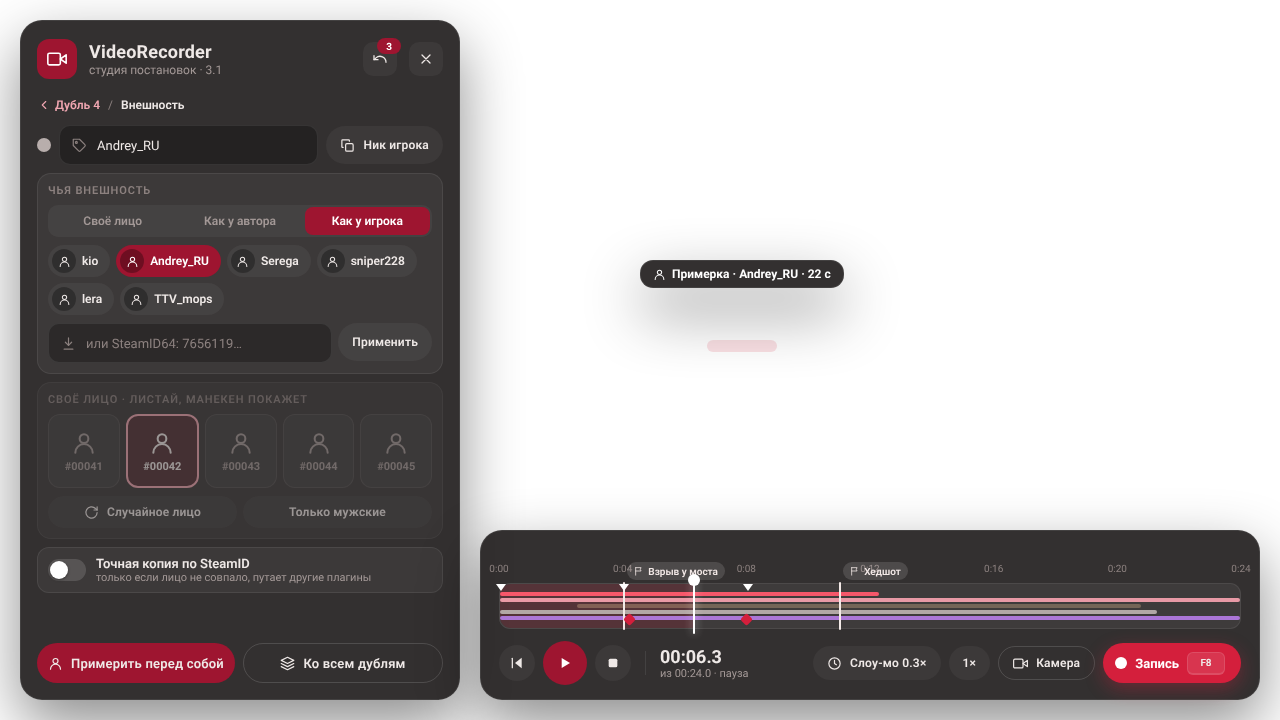 VideoRecorder
3
студия постановок · 3.1
Дубль 4 / Внешность
Andrey_RU
Ник игрока
ЧЬЯ ВНЕШНОСТЬ
Своё лицо
Как у автора
Как у игрока
kio
Andrey_RU
Serega
sniper228
lera
TTV_mops
или SteamID64: 7656119...
Применить
СВОЁ ЛИЦО · ЛИСТАЙ, МАНЕКЕН ПОКАЖЕТ
#00041
#00042
#00043
#00044
#00045
Случайное лицо
Только мужские
Точная копия по SteamID
только если лицо не совпало, путает другие плагины
Примерить перед собой
Ко всем дублям
Примерка · Andrey_RU · 22 с
0:00
0:04
Взрыв у моста
0:08
0:12
Хедшот
0:16
0:20
0:24
00:06.3
из 00:24.0 · пауза
Слоу-мо 0.3×
1×
Камера
Запись
F8